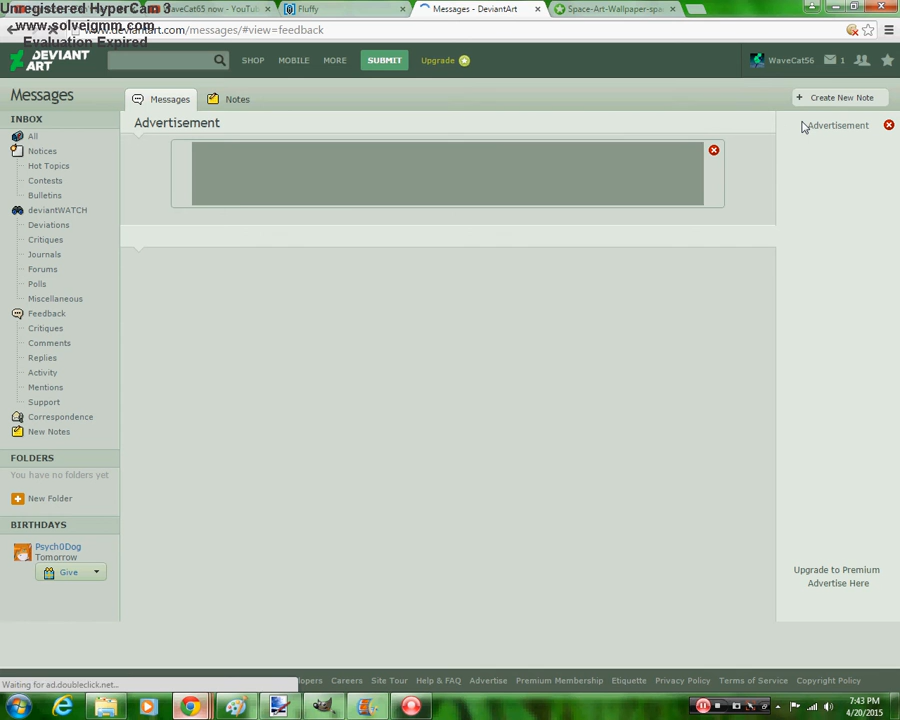 Unregistered HyperCam 3
www.solveigmm.com
Evaluation Expired
WaveCat65 now - YouTu
Fluffy
Messages - DeviantArt
Space-Art-Wallpaper-spa
www.deviantart.com/messages/#view=feedback
DEVIANT ART
SHOP
MOBILE
MORE
SUBMIT
Upgrade
WaveCat56
1
Messages
Messages
Notes
+ Create New Note
INBOX
All
Notices
Hot Topics
Contests
Bulletins
deviantWATCH
Deviations
Critiques
Journals
Forums
Polls
Miscellaneous
Feedback
Critiques
Comments
Replies
Activity
Mentions
Support
Correspondence
New Notes
FOLDERS
You have no folders yet
New Folder
BIRTHDAYS
Psych0Dog
Tomorrow
Give
Advertisement
Advertisement
Upgrade to Premium
Advertise Here
Waiting for ad.doubleclick.net...
lopers
Careers
Site Tour
Help & FAQ
Advertise
Premium Membership
Etiquette
Privacy Policy
Terms of Service
Copyright Policy
7:43 PM
4/20/2015